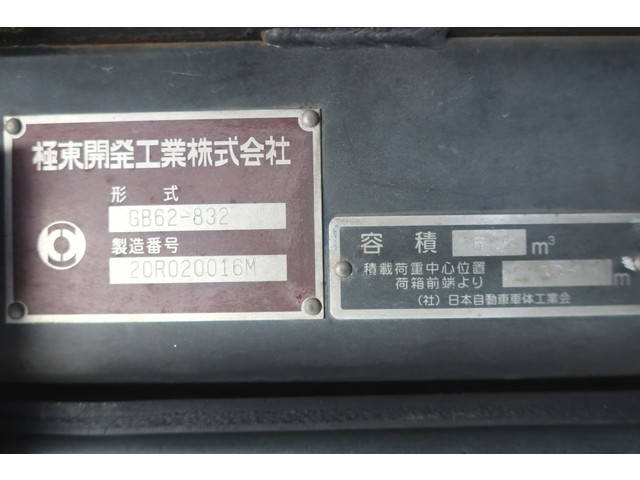 極東開発工業株式会社
形 式
GB62-832
製造番号
20R020016M
容 積 m³
積載荷重中心位置
荷箱前端より m
(社)日本自動車車体工業会